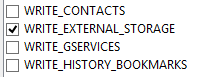 WRITE_CONTACTS
WRITE_EXTERNAL_STORAGE
WRITE_GSERVICES
WRITE_HISTORY_BOOKMARKS